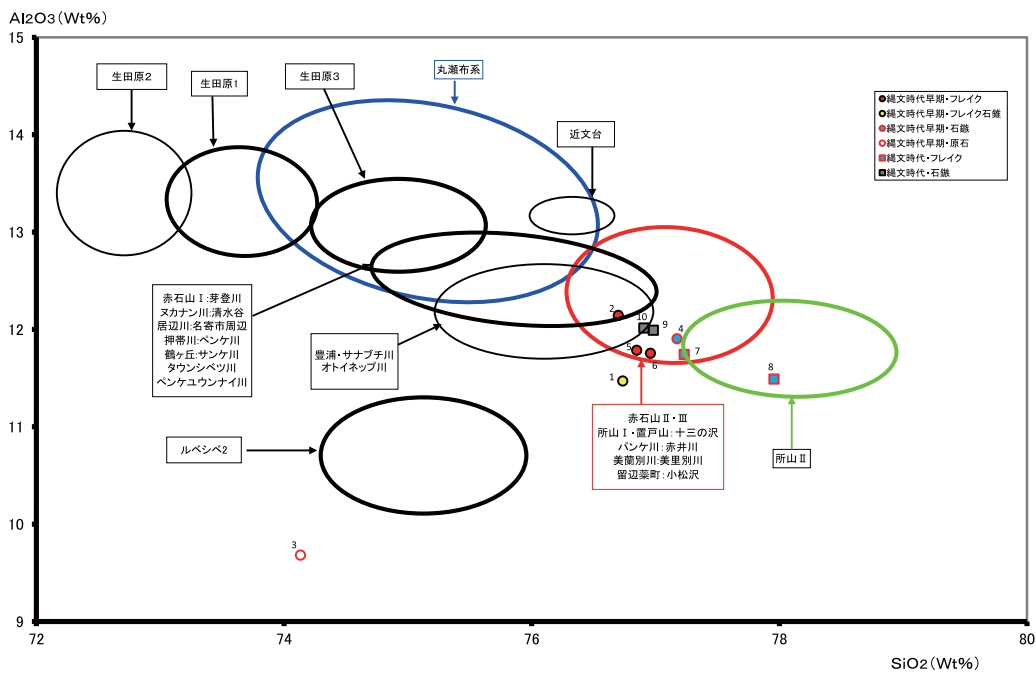 Al2O3(Wt%)
15
14
13
12
11
10
9
72
74
76
78
80
SiO2(Wt%)
生田原2
生田原1
生田原3
丸瀬布系
近文台
縄文時代早期・フレイク
縄文時代早期・フレイク石錐
縄文時代早期・石鏃
縄文時代早期・原石
縄文時代・フレイク
縄文時代・石鏃
赤石山Ⅰ:芽登川
ヌカナン川:清水谷
居辺川:名寄市周辺
押帯川:ペンケ川
鶴ヶ丘:サンケ川
タウンシベツ川
ペンケユウンナイ川
豊浦・サナブチ川
オトイネップ川
2
10
9
4
5
6
7
1
8
赤石山Ⅱ・Ⅲ
所山Ⅰ・置戸山:十三の沢
パンケ川:赤井川
美蘭別川:美里別川
留辺蘂町:小松沢
所山Ⅱ
ルベシベ2
3